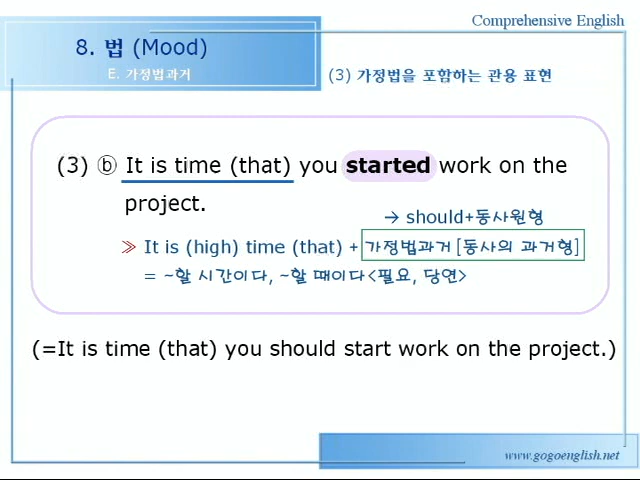 Comprehensive English
8. 법 (Mood)
E. 가정법과거
(3) 가정법을 포함하는 관용 표현
(3) ⓑ It is time (that) you started work on the
project.
→ should+동사원형
≫ It is (high) time (that) + 가정법과거 [동사의 과거형]
= ~할 시간이다, ~할 때이다<필요, 당연>
(=It is time (that) you should start work on the project.)
www.gogoenglish.net